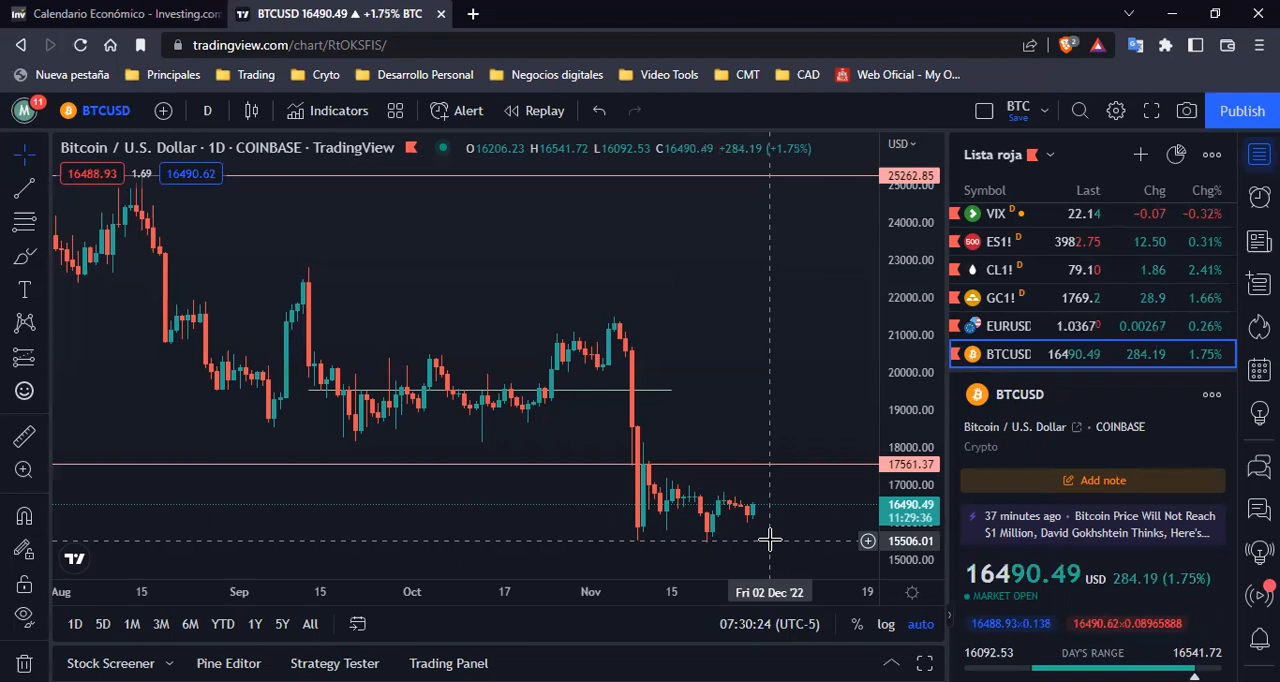 Calendario Económico - Investing.com
BTCUSD 16490.49 ▲ +1.75% BTC
tradingview.com/chart/RtOKSFIS/
2
Nueva pestaña Principales Trading Cryto Desarrollo Personal Negocios digitales Video Tools CMT CAD Web Oficial - My O...
M 11 BTCUSD D Indicators Alert Replay BTC Save Publish
Bitcoin / U.S. Dollar · 1D · COINBASE · TradingView O16206.23 H16541.72 L16092.53 C16490.49 +284.19 (+1.75%)
USD
16488.93 1.69 16490.62
25262.85
25000.00
24000.00
23000.00
22000.00
21000.00
20000.00
19000.00
18000.00
17561.37
17000.00
16490.49
11:29:36
15506.01
15000.00
Aug 15 Sep 15 Oct 17 Nov 15 Fri 02 Dec '22 19
1D 5D 1M 3M 6M YTD 1Y 5Y All 07:30:24 (UTC-5) % log auto
Stock Screener Pine Editor Strategy Tester Trading Panel
Lista roja
Symbol Last Chg Chg%
VIX D 22.14 −0.07 −0.32%
500 ES1! D 3982.75 12.50 0.31%
CL1! D 79.10 1.86 2.41%
GC1! D 1769.2 28.9 1.66%
EURUSD 1.03670 0.00267 0.26%
BTCUSD 16490.49 284.19 1.75%
BTCUSD
Bitcoin / U.S. Dollar • COINBASE
Crypto
Add note
37 minutes ago • Bitcoin Price Will Not Reach
$1 Million, David Gokhshtein Thinks, Here's...
16490.49 USD 284.19 (1.75%)
MARKET OPEN
16488.93×0.138 16490.62×0.08965888
16092.53 DAY'S RANGE 16541.72